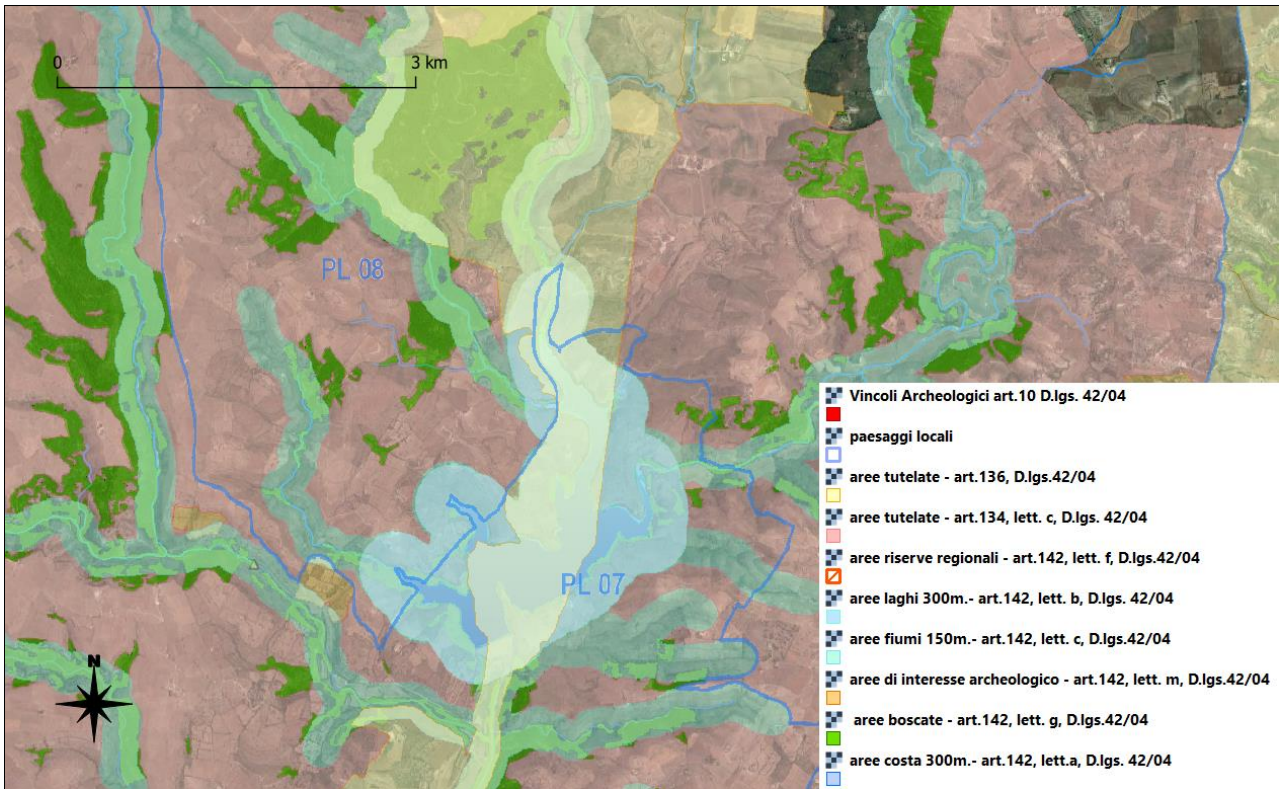 0 3 km
PL 08
PL 07
N
Vincoli Archeologici art.10 D.lgs. 42/04
paesaggi locali
aree tutelate - art.136, D.lgs.42/04
aree tutelate - art.134, lett. c, D.lgs. 42/04
aree riserve regionali - art.142, lett. f, D.lgs.42/04
aree laghi 300m.- art.142, lett. b, D.lgs. 42/04
aree fiumi 150m.- art.142, lett. c, D.lgs.42/04
aree di interesse archeologico - art.142, lett. m, D.lgs.42/04
aree boscate - art.142, lett. g, D.lgs.42/04
aree costa 300m.- art.142, lett.a, D.lgs. 42/04